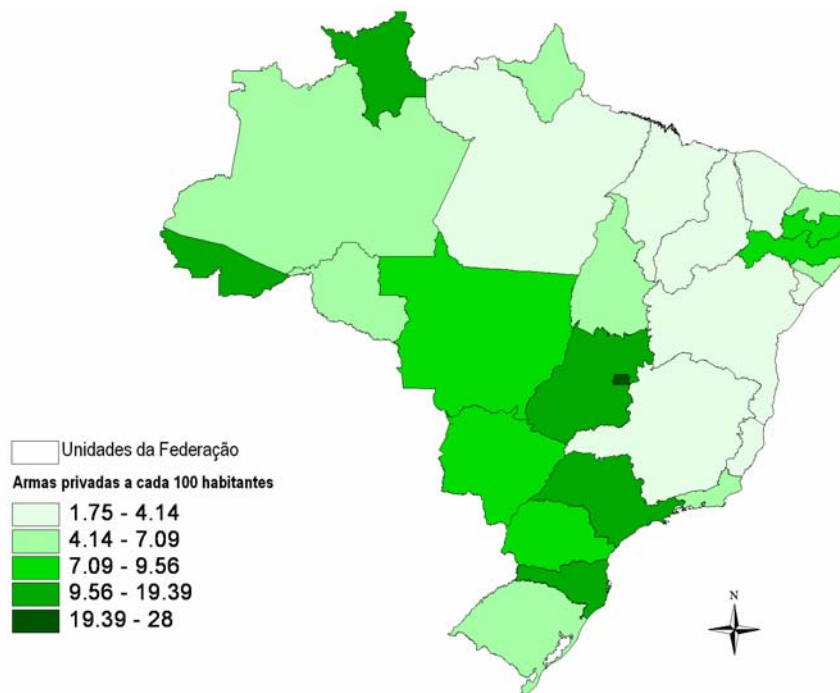 Unidades da Federação
Armas privadas a cada 100 habitantes
1.75 - 4.14
4.14 - 7.09
7.09 - 9.56
9.56 - 19.39
19.39 - 28
N